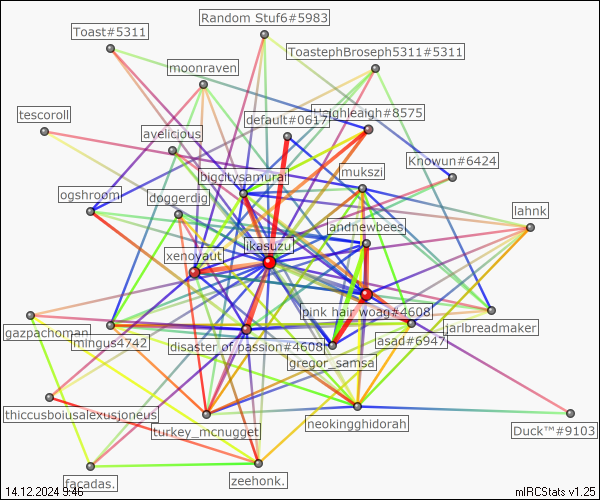 Random Stuf6#5983
Toast#5311
ToastephBroseph5311#5311
moonraven
tescoroll
default#0617
Haighleaigh#8575
avelicious
Knowun#6424
bigcitysamurai
mukszi
ogshroom
doggerdig
lahnk
andnewbees
ikasuzu
xenovaut
pink hair woag#4608
gazpachoman
mingus4742
jarlbreadmaker
disaster of passion#4608
asad#6947
gregor_samsa
thiccusboiusalexusjoneus
turkey_mcnugget
neokingghidorah
Duck™#9103
facadas.
zeehonk.
14.12.2024 9:46
mIRCStats v1.25